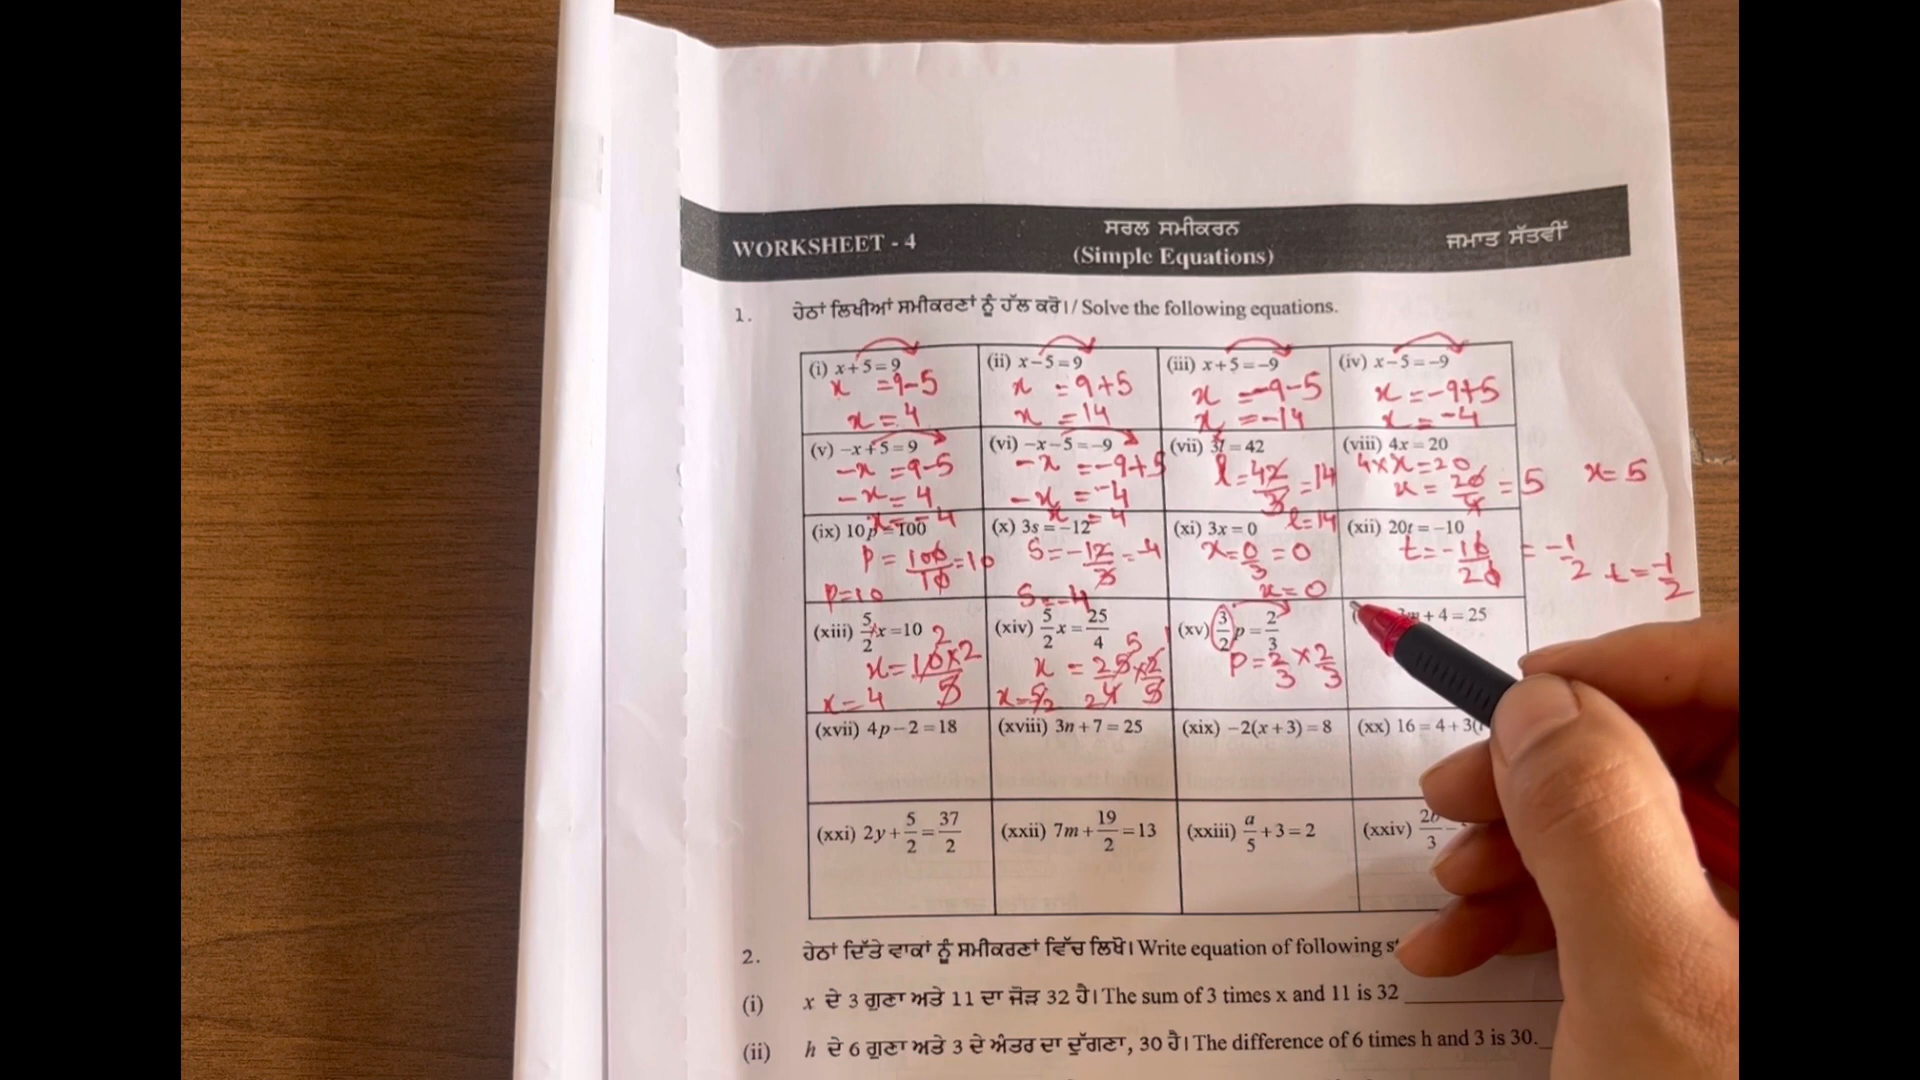 WORKSHEET - 4
ਸਰਲ ਸਮੀਕਰਨ
(Simple Equations)
ਜਮਾਤ ਸੱਤਵੀਂ
1. ਹੇਠਾਂ ਲਿਖੀਆਂ ਸਮੀਕਰਣਾਂ ਨੂੰ ਹੱਲ ਕਰੋ। / Solve the following equations.
(i) x + 5 = 9
x = 9-5
x = 4
(ii) x - 5 = 9
x = 9+5
x = 14
(iii) x + 5 = -9
x = -9-5
x = -14
(iv) x - 5 = -9
x = -9+5
x = -4
(v) -x + 5 = 9
-x = 9-5
-x = 4
x = -4
(vi) -x - 5 = -9
-x = -9+5
-x = -4
x = 4
(vii) 3l = 42
l = 42/3 = 14
l = 14
(viii) 4x = 20
4×x = 20
x = 20/4 = 5 x = 5
(ix) 10p = 100
p = 100/10 = 10
p = 10
(x) 3s = -12
s = -12/3 = -4
s = -4
(xi) 3x = 0
x = 0/3 = 0
x = 0
(xii) 20t = -10
t = -10/20 = -1/2 t = -1/2
(xiii) 5/2 x = 10
2
x = 10×2/5
x = 4
(xiv) 5/2 x = 25/4
5 1
x = 25/4 × 2/5
x = 5/2 2
(xv) 3/2 p = 2/3
p = 2/3 × 2/3
+ 4 = 25
(xvii) 4p - 2 = 18
(xviii) 3n + 7 = 25
(xix) -2(x + 3) = 8
(xx) 16 = 4 + 3(
(xxi) 2y + 5/2 = 37/2
(xxii) 7m + 19/2 = 13
(xxiii) a/5 + 3 = 2
(xxiv) 2b/3 -
2. ਹੇਠਾਂ ਦਿੱਤੇ ਵਾਕਾਂ ਨੂੰ ਸਮੀਕਰਣਾਂ ਵਿੱਚ ਲਿਖੋ। Write equation of following
(i) x ਦੇ 3 ਗੁਣਾ ਅਤੇ 11 ਦਾ ਜੋੜ 32 ਹੈ। The sum of 3 times x and 11 is 32
(ii) h ਦੇ 6 ਗੁਣਾ ਅਤੇ 3 ਦੇ ਅੰਤਰ ਦਾ ਦੁੱਗਣਾ, 30 ਹੈ। The difference of 6 times h and 3 is 30.